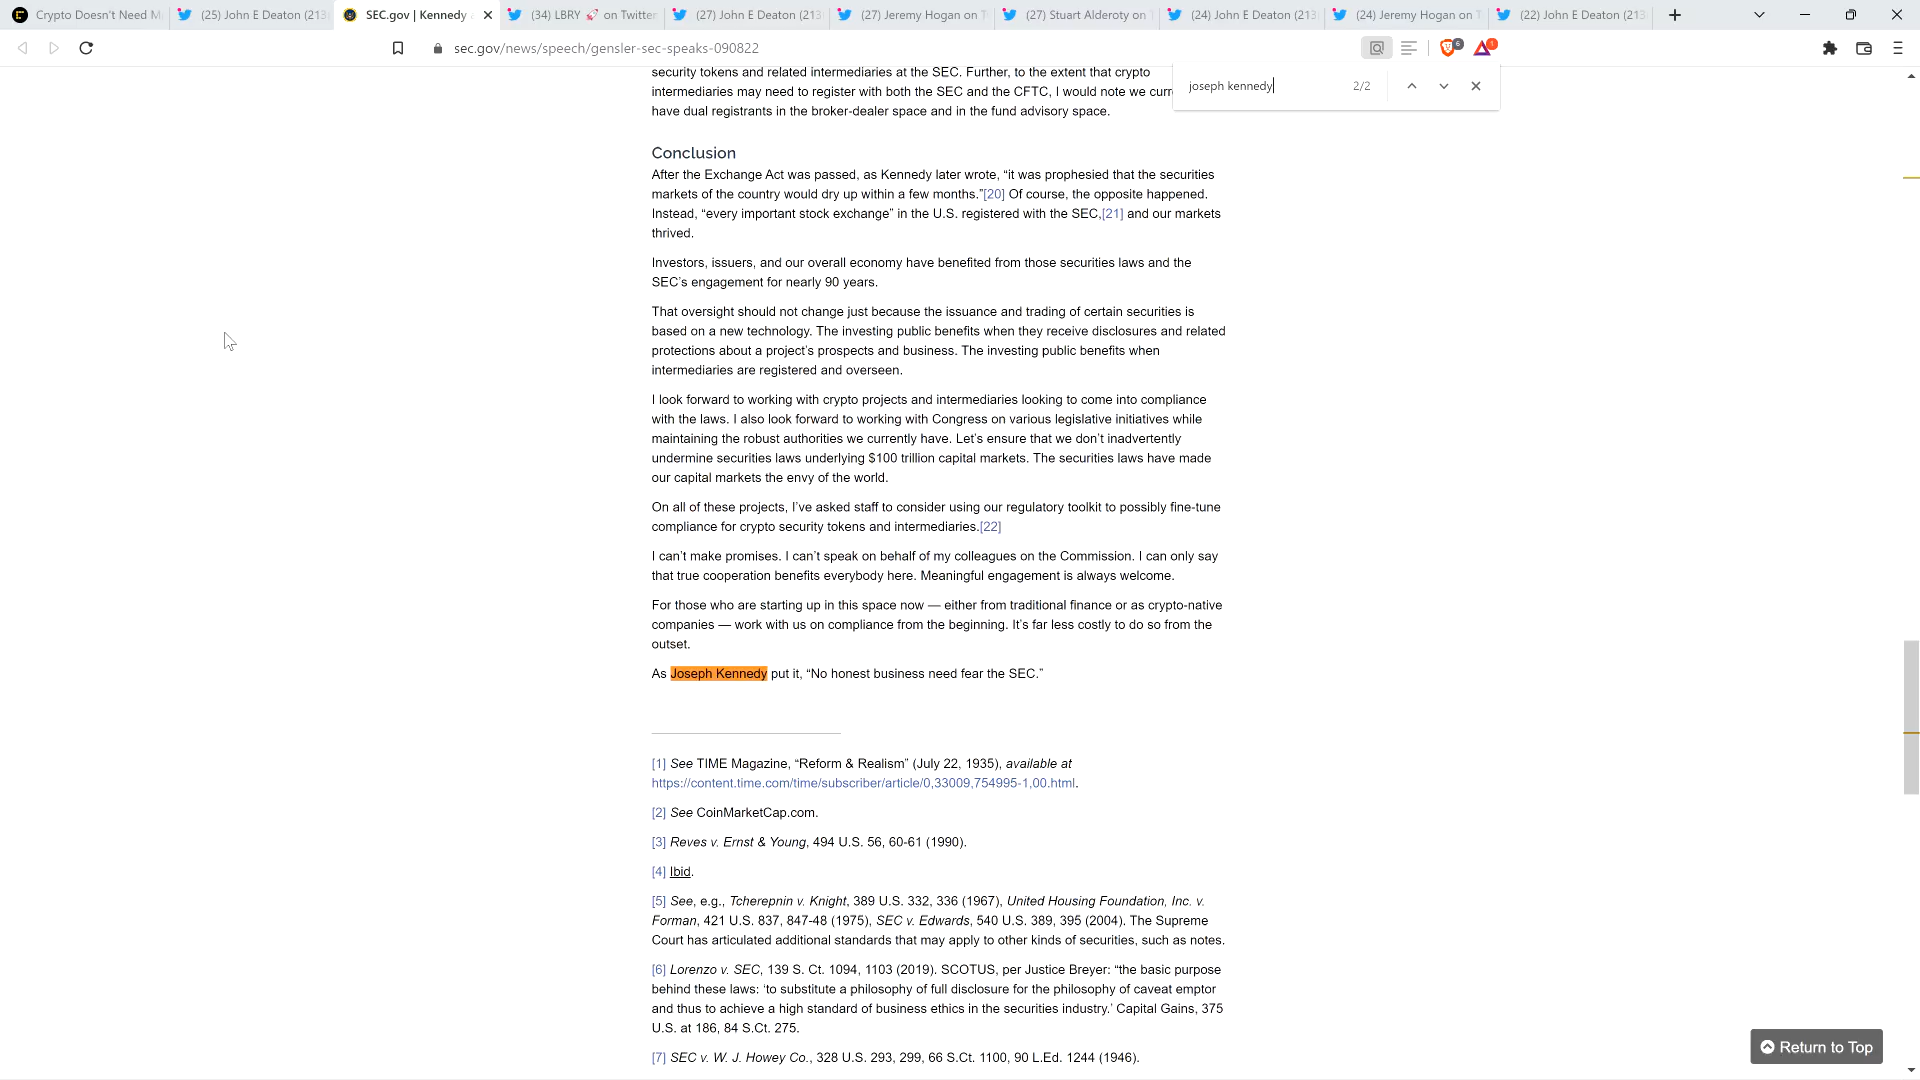 Crypto Doesn't Need M
(25) John E Deaton (213
SEC.gov | Kennedy
(34) LBRY 🚀 on Twitter
(27) John E Deaton (213
(27) Jeremy Hogan on T
(27) Stuart Alderoty on T
(24) John E Deaton (213
(24) Jeremy Hogan on T
(22) John E Deaton (213
sec.gov/news/speech/gensler-sec-speaks-090822
6
1
joseph kennedy
2/2
security tokens and related intermediaries at the SEC. Further, to the extent that crypto
intermediaries may need to register with both the SEC and the CFTC, I would note we curr
have dual registrants in the broker-dealer space and in the fund advisory space.
Conclusion
After the Exchange Act was passed, as Kennedy later wrote, “it was prophesied that the securities
markets of the country would dry up within a few months.”[20] Of course, the opposite happened.
Instead, “every important stock exchange” in the U.S. registered with the SEC,[21] and our markets
thrived.
Investors, issuers, and our overall economy have benefited from those securities laws and the
SEC’s engagement for nearly 90 years.
That oversight should not change just because the issuance and trading of certain securities is
based on a new technology. The investing public benefits when they receive disclosures and related
protections about a project’s prospects and business. The investing public benefits when
intermediaries are registered and overseen.
I look forward to working with crypto projects and intermediaries looking to come into compliance
with the laws. I also look forward to working with Congress on various legislative initiatives while
maintaining the robust authorities we currently have. Let’s ensure that we don’t inadvertently
undermine securities laws underlying $100 trillion capital markets. The securities laws have made
our capital markets the envy of the world.
On all of these projects, I’ve asked staff to consider using our regulatory toolkit to possibly fine-tune
compliance for crypto security tokens and intermediaries.[22]
I can’t make promises. I can’t speak on behalf of my colleagues on the Commission. I can only say
that true cooperation benefits everybody here. Meaningful engagement is always welcome.
For those who are starting up in this space now — either from traditional finance or as crypto-native
companies — work with us on compliance from the beginning. It’s far less costly to do so from the
outset.
As Joseph Kennedy put it, “No honest business need fear the SEC.”
[1] See TIME Magazine, “Reform & Realism” (July 22, 1935), available at
https://content.time.com/time/subscriber/article/0,33009,754995-1,00.html.
[2] See CoinMarketCap.com.
[3] Reves v. Ernst & Young, 494 U.S. 56, 60-61 (1990).
[4] Ibid.
[5] See, e.g., Tcherepnin v. Knight, 389 U.S. 332, 336 (1967), United Housing Foundation, Inc. v.
Forman, 421 U.S. 837, 847-48 (1975), SEC v. Edwards, 540 U.S. 389, 395 (2004). The Supreme
Court has articulated additional standards that may apply to other kinds of securities, such as notes.
[6] Lorenzo v. SEC, 139 S. Ct. 1094, 1103 (2019). SCOTUS, per Justice Breyer: “the basic purpose
behind these laws: ‘to substitute a philosophy of full disclosure for the philosophy of caveat emptor
and thus to achieve a high standard of business ethics in the securities industry.’ Capital Gains, 375
U.S. at 186, 84 S.Ct. 275.
[7] SEC v. W. J. Howey Co., 328 U.S. 293, 299, 66 S.Ct. 1100, 90 L.Ed. 1244 (1946).
Return to Top